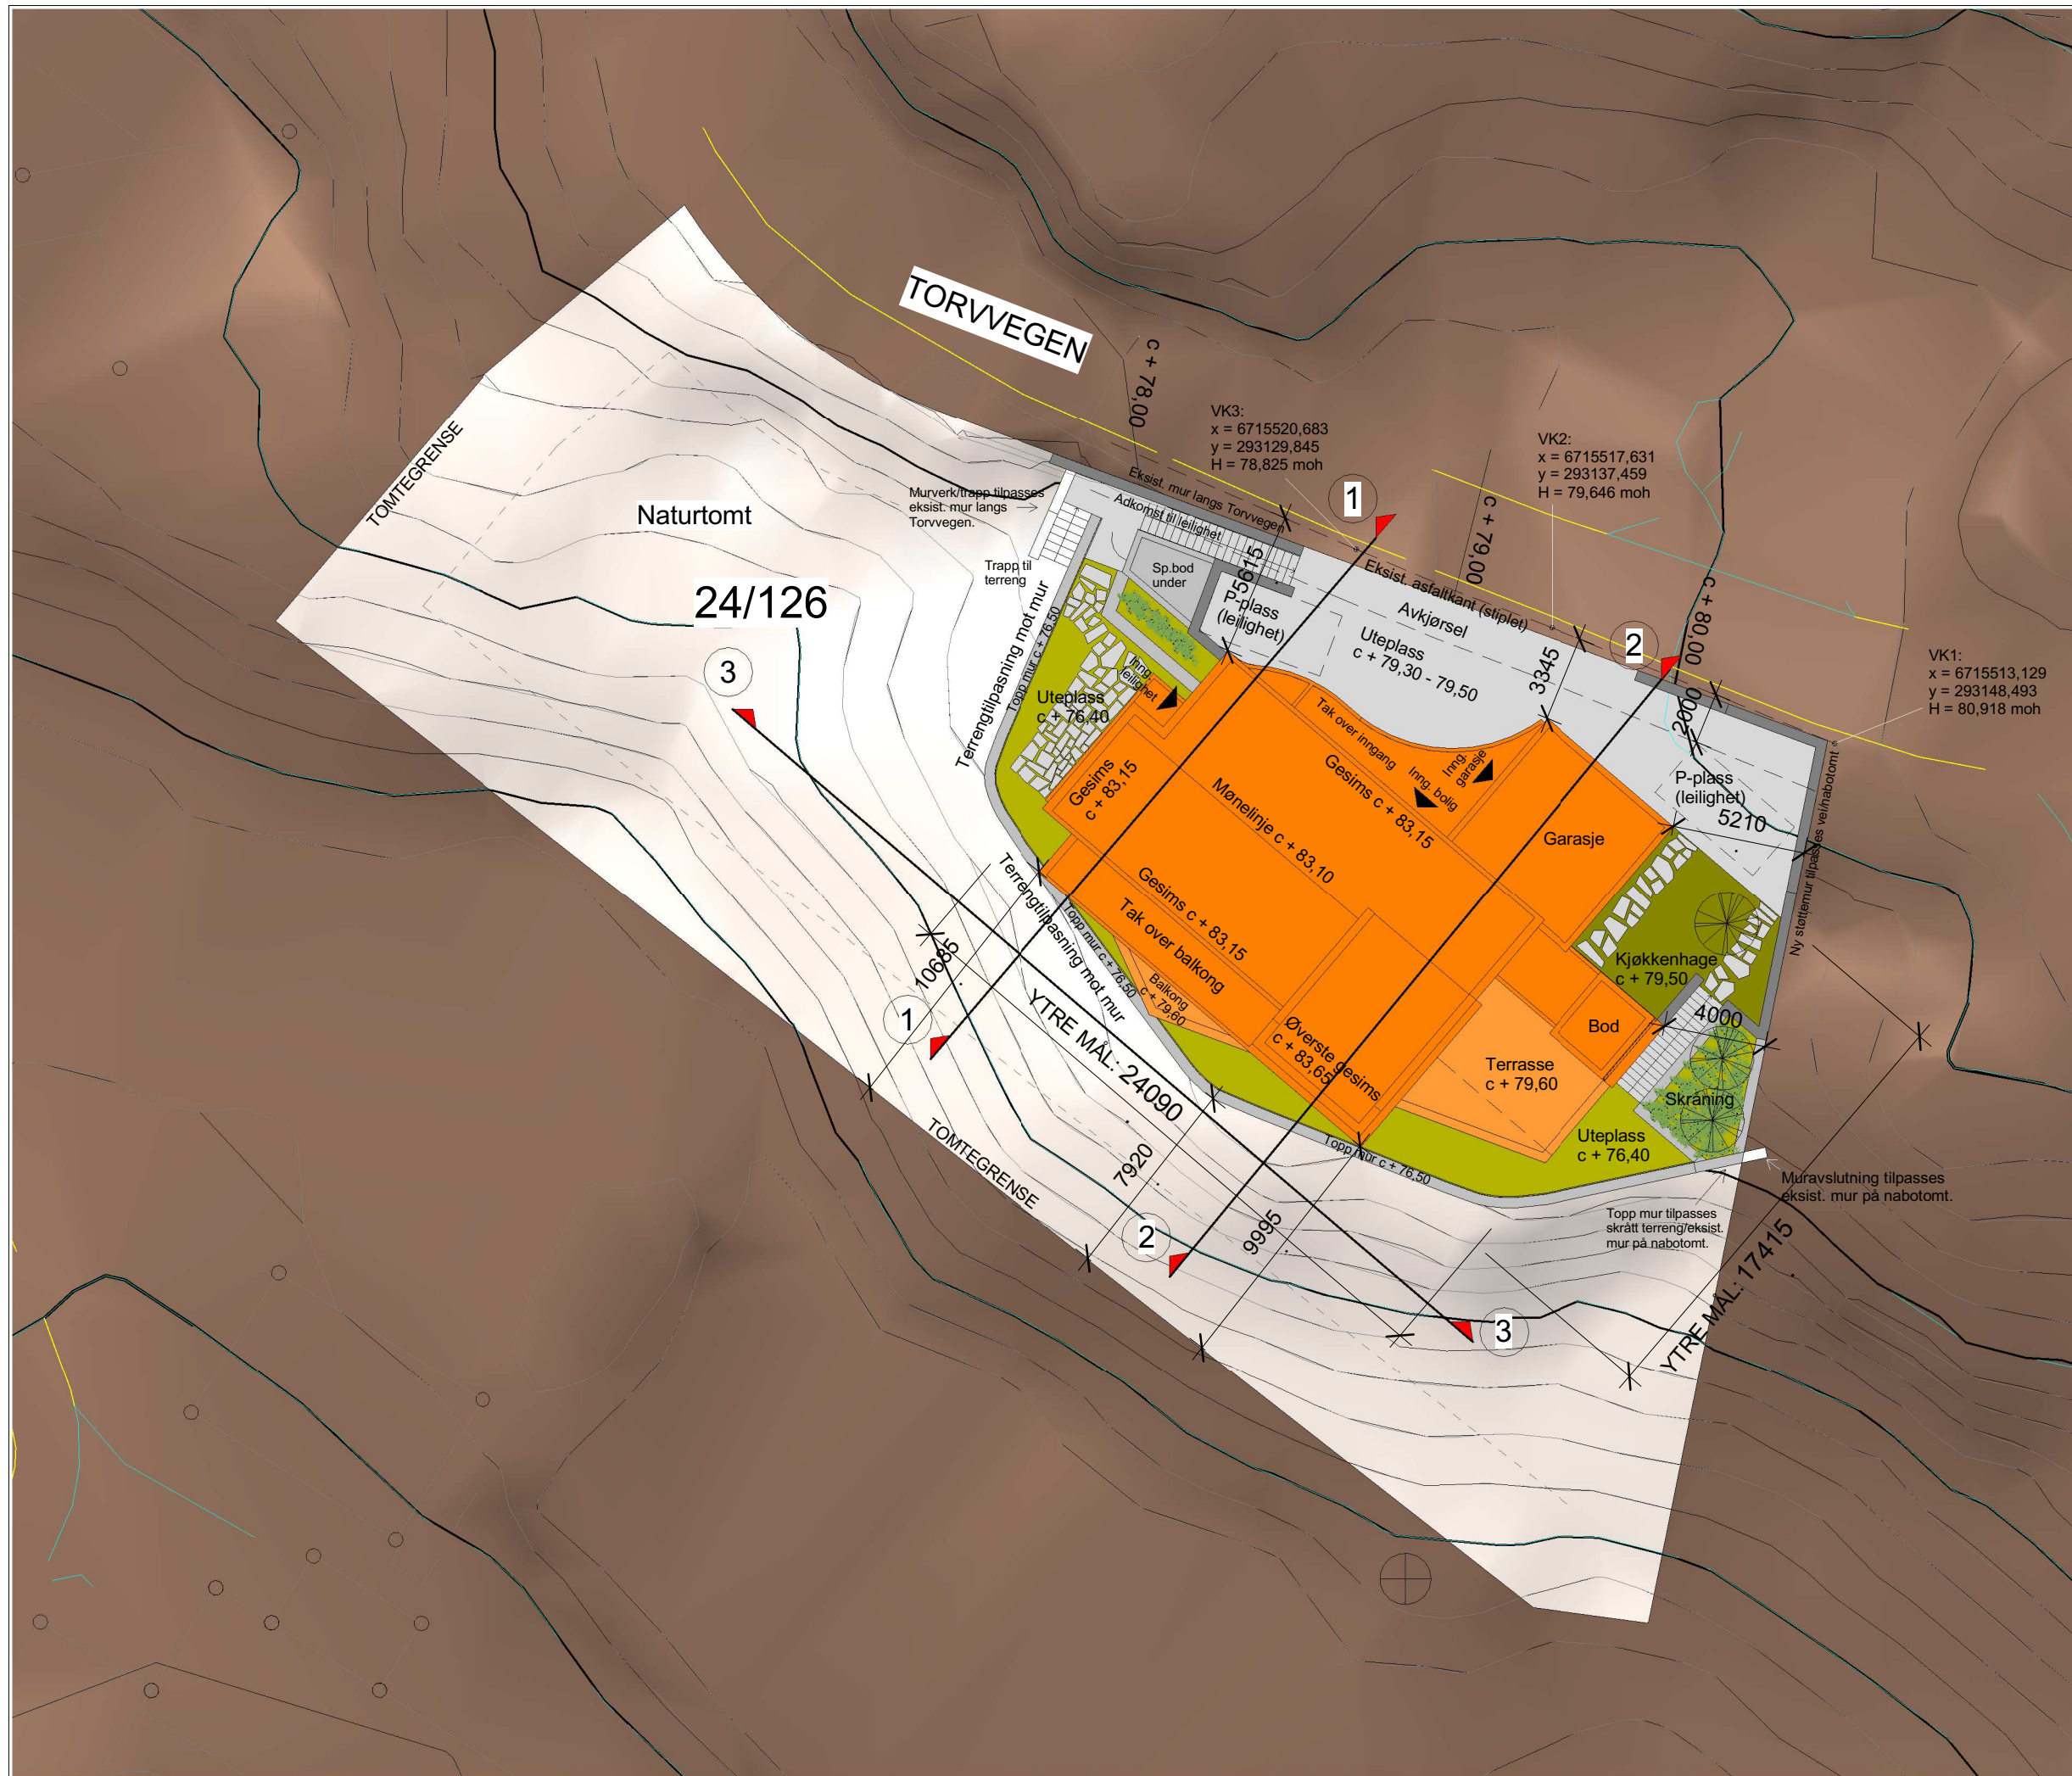 TORVVEGEN
c + 78,00
VK3:
x = 6715520,683
y = 293129,845
H = 78,825 moh
VK2:
x = 6715517,631
y = 293137,459
H = 79,646 moh
VK1:
x = 6715513,129
y = 293148,493
H = 80,918 moh
c + 79,00
c + 80,00
TOMTEGRENSE
Naturtomt
24/126
Murverk/trapp tilpasses
eksist. mur langs
Torvvegen.
Eksist. mur langs Torvvegen
Adkomst til leilighet
1
5615
Eksist. asfaltkant (stiplet)
Avkjørsel
Trapp til
terreng
Sp.bod
under
P-plass
(leilighet)
Uteplass
c + 79,30 - 79,50
3345
2
2000
3
Terrengtilpasning mot mur
Topp mur c + 76,50
Inng.
leilighet
Uteplass
c + 76,40
Tak over inngang
Inng.
garasje
Inng. bolig
Gesims c + 83,15
Gesims
c + 83,15
Mønelinje c + 83,10
Garasje
P-plass
(leilighet)
5210
Ny støttemur tilpasses vei/nabotomt
Gesims c + 83,15
Tak over balkong
Terrengtilpasning mot mur
Topp mur c + 76,50
Balkong
c + 79,60
Øverste gesims
c + 83,65
Kjøkkenhage
c + 79,50
4000
Bod
Terrasse
c + 79,60
Skråning
Uteplass
c + 76,40
10685
1
YTRE MÅL: 24090
TOMTEGRENSE
7920
Topp mur c + 76,50
2
9995
3
Muravslutning tilpasses
eksist. mur på nabotomt.
Topp mur tilpasses
skrått terreng/eksist.
mur på nabotomt.
YTRE MÅL: 17415